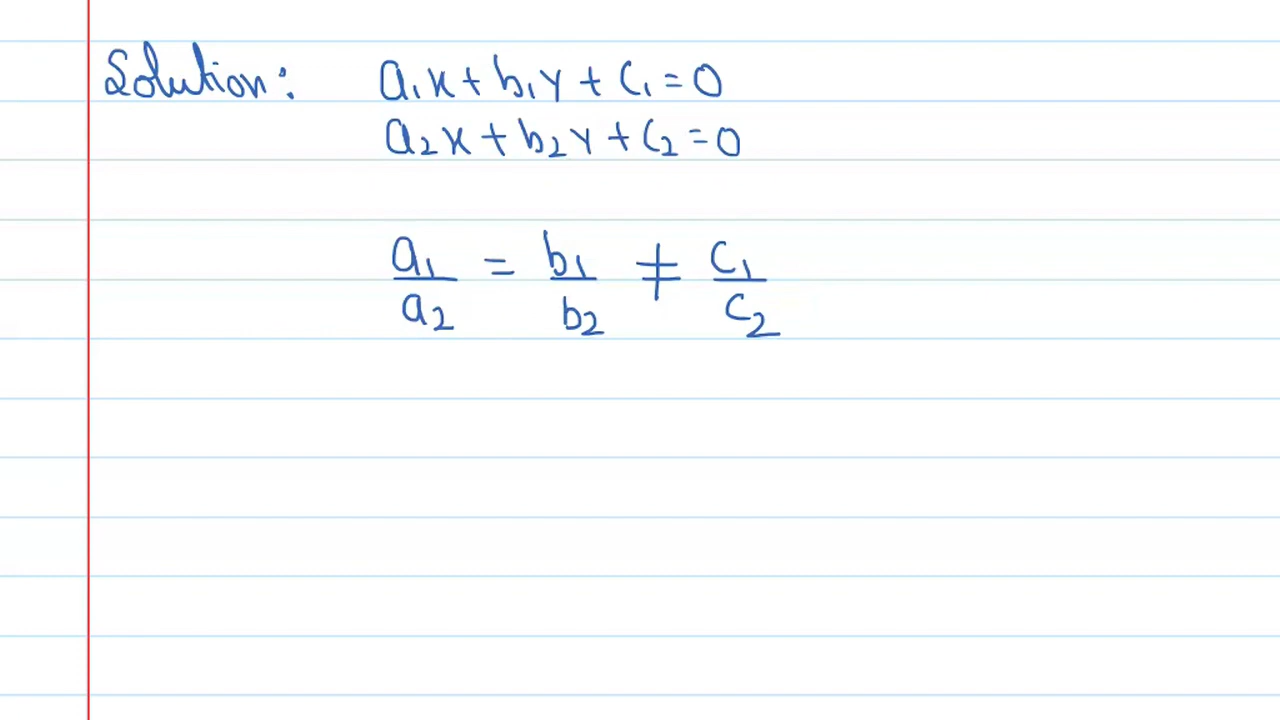 Solution: a₁x + b₁y + c₁ = 0
a₂x + b₂y + c₂ = 0
a₁/a₂ = b₁/b₂ ≠ c₁/c₂